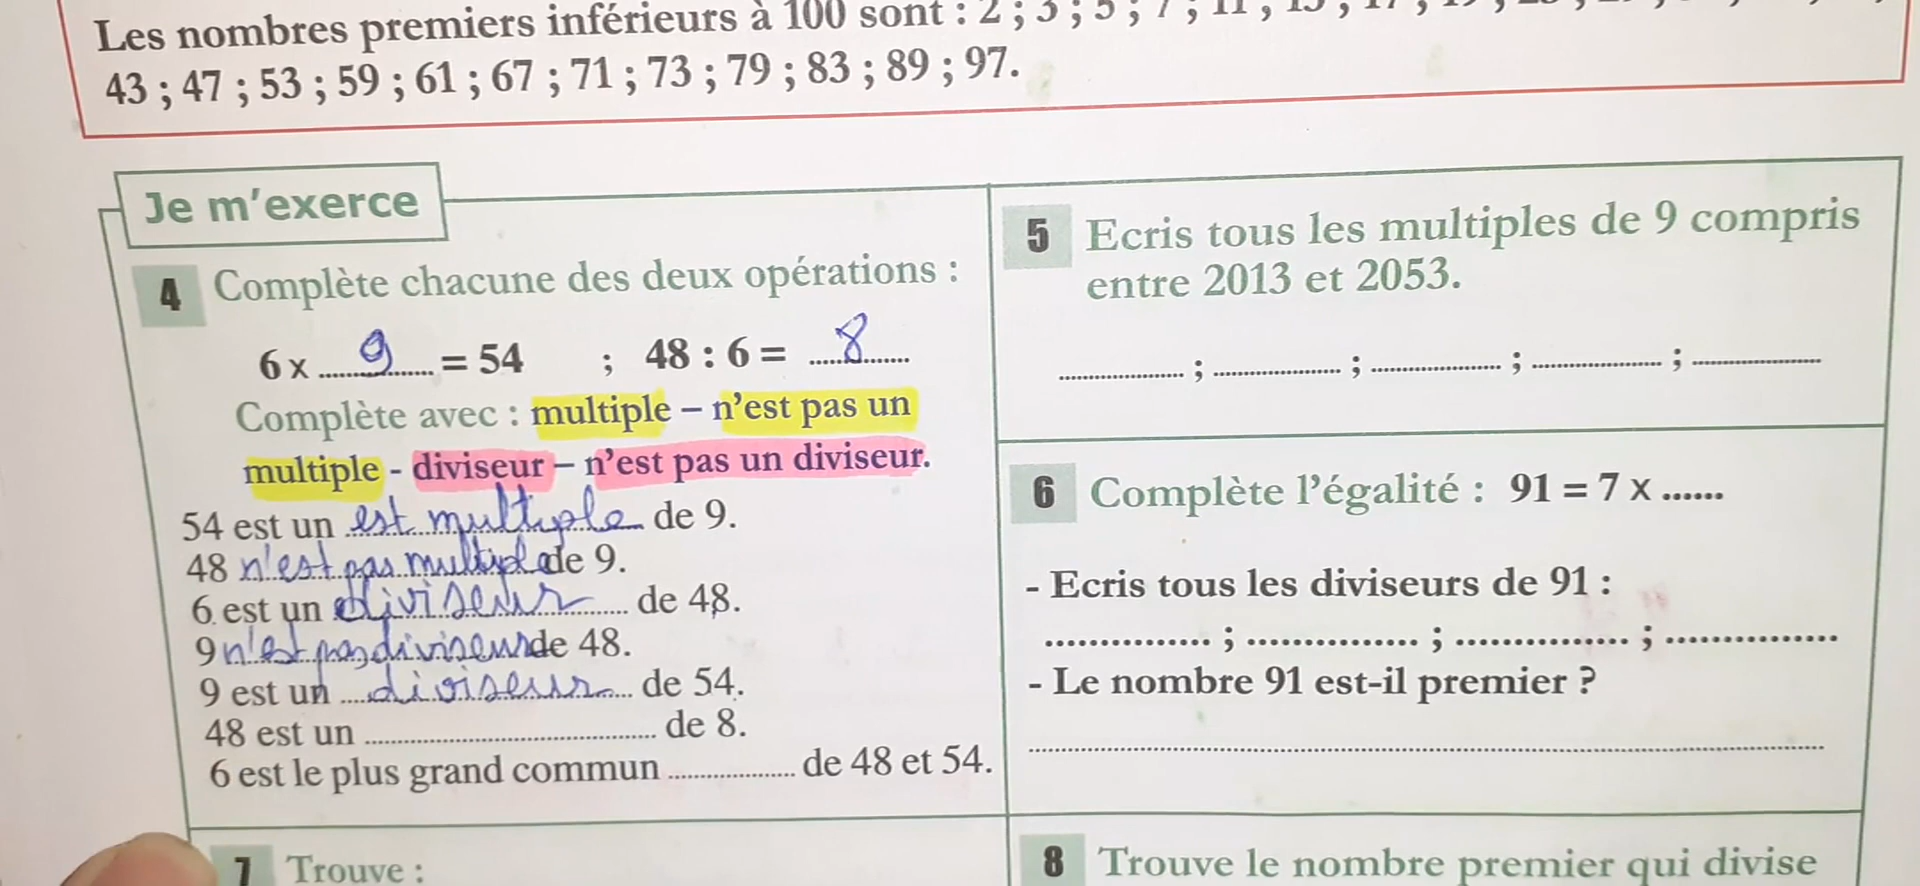 Les nombres premiers inférieurs à 100 sont : 2 ; 3 ; 5 ; 7 ; 11 ;
43 ; 47 ; 53 ; 59 ; 61 ; 67 ; 71 ; 73 ; 79 ; 83 ; 89 ; 97.
Je m'exerce
4 Complète chacune des deux opérations :
6 x 9 = 54 ; 48 : 6 = 8
Complète avec : multiple – n'est pas un
multiple - diviseur – n'est pas un diviseur.
54 est un est multiple de 9.
48 n'est pas multiple de 9.
6 est un diviseur de 48.
9 n'est pas diviseur de 48.
9 est un diviseur de 54.
48 est un .................... de 8.
6 est le plus grand commun .................... de 48 et 54.
5 Ecris tous les multiples de 9 compris
entre 2013 et 2053.
............ ; ............ ; ............ ; ............ ; ............
6 Complète l'égalité : 91 = 7 x ......
- Ecris tous les diviseurs de 91 :
............ ; ............ ; ............ ; ............
- Le nombre 91 est-il premier ?
7 Trouve :
8 Trouve le nombre premier qui divise